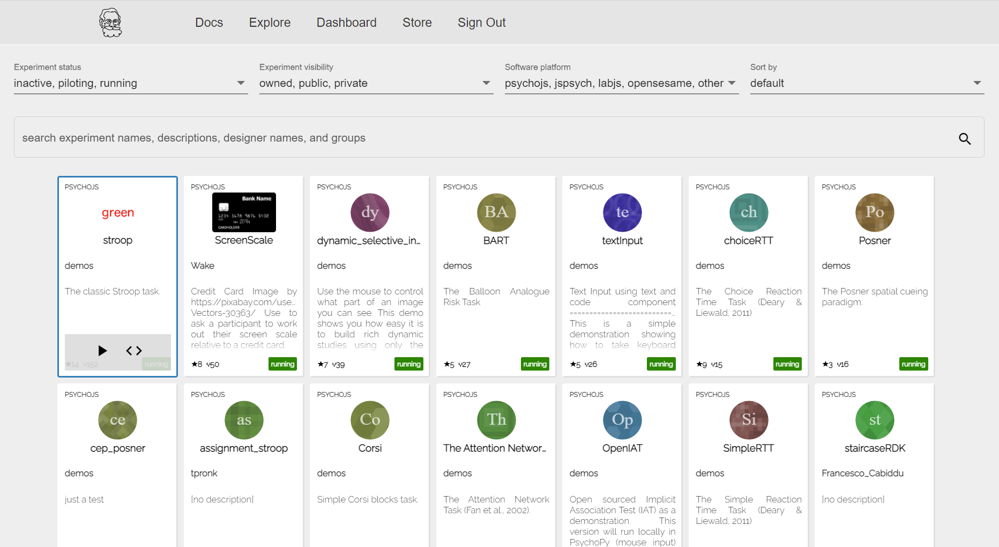 Docs
Explore
Dashboard
Store
Sign Out
Experiment status
inactive, piloting, running
Experiment visibility
owned, public, private
Software platform
psychojs, jspsych, labjs, opensesame, other
Sort by
default
search experiment names, descriptions, designer names, and groups
PSYCHOJS
green
stroop
demos
The classic Stroop task.
★14 152
running
PSYCHOJS
Bank Name
1234 5678 9876 5432
12/99
CARDHOLDER
ScreenScale
Wake
Credit Card Image by
https://pixabay.com/use...
Vectors-30363/ Use to
ask a participant to work
out their screen scale
relative to a credit card.
★8 50
running
PSYCHOJS
dy
dynamic_selective_in...
demos
Use the mouse to control
what part of an image
you can see. This demo
shows you how easy it is
to build rich dynamic
studies using only the
★7 39
running
PSYCHOJS
BA
BART
demos
The Balloon Analogue
Risk Task
★5 27
running
PSYCHOJS
te
textInput
demos
Text Input using text and
code component
==========================...
This is a simple
demonstration showing
how to take keyboard
★5 26
running
PSYCHOJS
ch
choiceRTT
demos
The Choice Reaction
Time Task (Deary &
Liewald, 2011)
★9 15
running
PSYCHOJS
Po
Posner
demos
The Posner spatial cueing
paradigm.
★3 16
running
PSYCHOJS
ce
cep_posner
demos
just a test
PSYCHOJS
as
assignment_stroop
tpronk
[no description]
PSYCHOJS
Co
Corsi
demos
Simple Corsi blocks task.
PSYCHOJS
Th
The Attention Networ...
demos
The Attention Network
Task (Fan et al., 2002).
PSYCHOJS
Op
OpenIAT
demos
Open sourced Implicit
Association Test (IAT) as a
demonstration. This
version will run locally in
PsychoPy (mouse input)
PSYCHOJS
Si
SimpleRTT
demos
The Simple Reaction
Time Task (Deary &
Liewald, 2011)
PSYCHOJS
st
staircaseRDK
Francesco_Cabiddu
[no description]